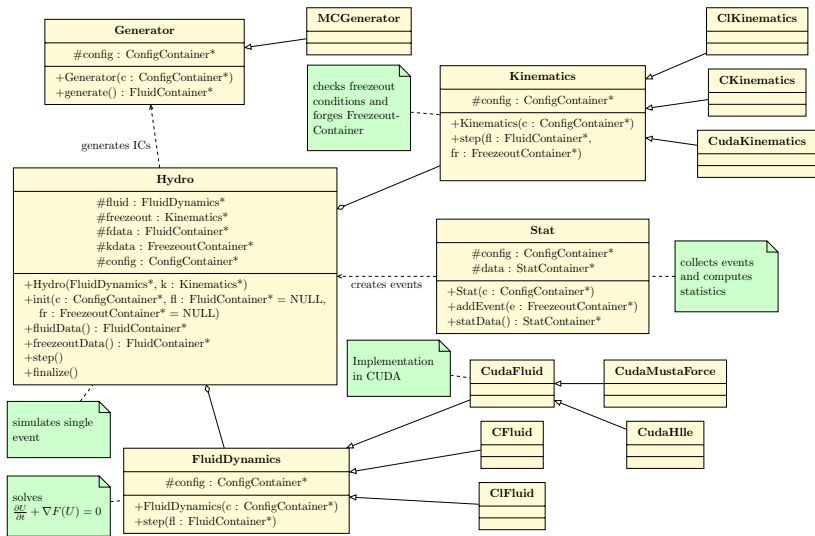 Generator
#config : ConfigContainer*
+Generator(c : ConfigContainer*)
+generate() : FluidContainer*
MCGenerator
generates ICs
checks freezeout
conditions and
forges Freezeout-
Container
Kinematics
#config : ConfigContainer*
+Kinematics(c : ConfigContainer*)
+step(fl : FluidContainer*,
fr : FreezeoutContainer*)
ClKinematics
CKinematics
CudaKinematics
Hydro
#fluid : FluidDynamics*
#freezeout : Kinematics*
#fdata : FluidContainer*
#kdata : FreezeoutContainer*
#config : ConfigContainer*
+Hydro(FluidDynamics*, k : Kinematics*)
+init(c : ConfigContainer*, fl : FluidContainer* = NULL,
fr : FreezeoutContainer* = NULL)
+fluidData() : FluidContainer*
+freezeoutData() : FluidContainer*
+step()
+finalize()
creates events
Stat
#config : ConfigContainer*
#data : StatContainer*
+Stat(c : ConfigContainer*)
+addEvent(e : FreezeoutContainer*)
+statData() : StatContainer*
collects events
and computes
statistics
Implementation
in CUDA
CudaFluid
CudaMustaForce
CudaHlle
CFluid
ClFluid
simulates single
event
FluidDynamics
#config : ConfigContainer*
+FluidDynamics(c : ConfigContainer*)
+step(fl : FluidContainer*)
solves
∂U/∂t + ∇F(U) = 0